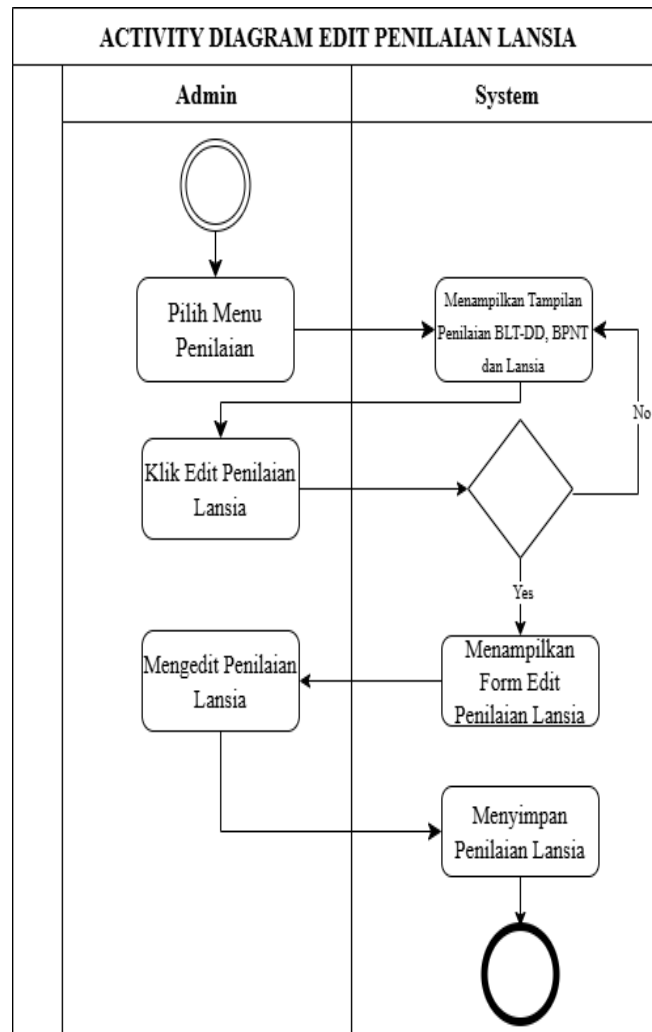 ACTIVITY DIAGRAM EDIT PENILAIAN LANSIA
Admin
System
Pilih Menu
Penilaian
Menampilkan Tampilan
Penilaian BLT-DD, BPNT
dan Lansia
No
Klik Edit Penilaian
Lansia
Yes
Menampilkan
Form Edit
Penilaian Lansia
Mengedit Penilaian
Lansia
Menyimpan
Penilaian Lansia